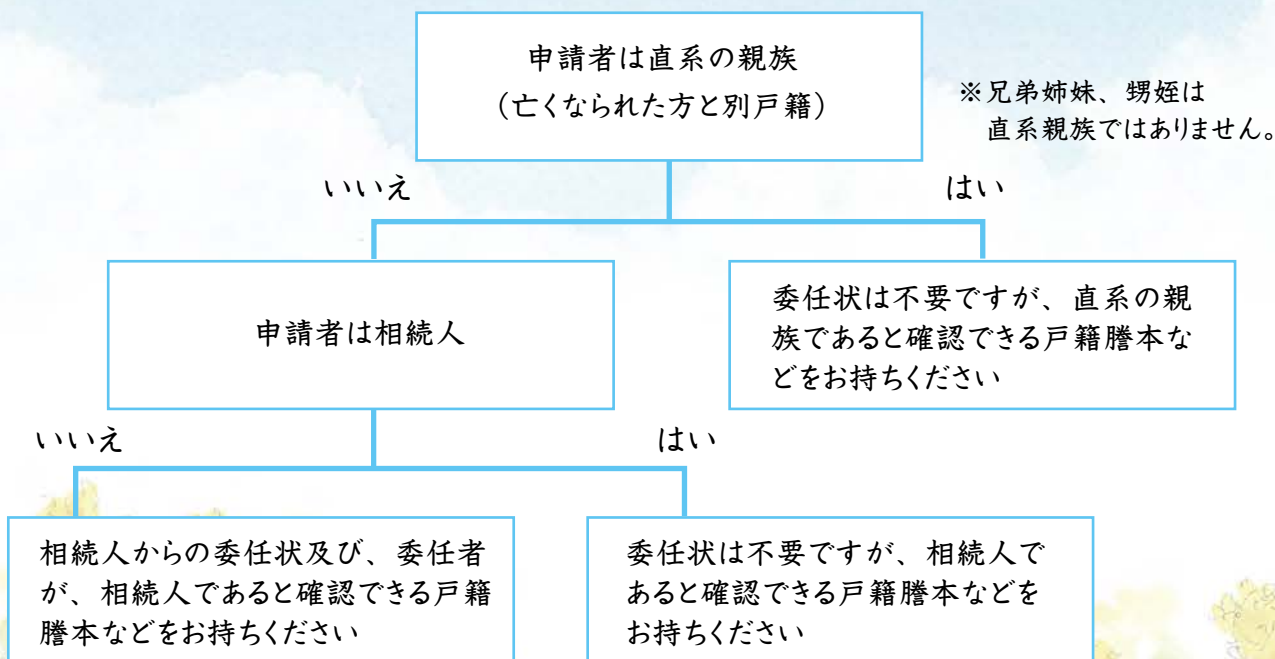 申請者は直系の親族
（亡くなられた方と別戸籍）
※兄弟姉妹、甥姪は
直系親族ではありません。
いいえ
はい
申請者は相続人
委任状は不要ですが、直系の親
族であると確認できる戸籍謄本な
どをお持ちください
いいえ
はい
相続人からの委任状及び、委任者
が、相続人であると確認できる戸籍
謄本などをお持ちください
委任状は不要ですが、相続人で
あると確認できる戸籍謄本などを
お持ちください